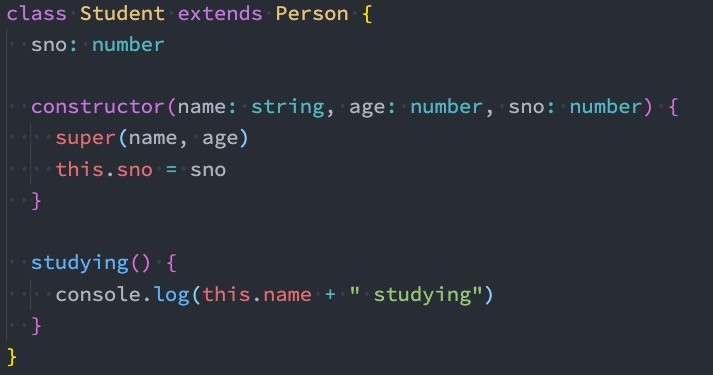 class Student extends Person {
  sno: number

  constructor(name: string, age: number, sno: number) {
    super(name, age)
    this.sno = sno
  }

  studying() {
    console.log(this.name + " studying")
  }
}